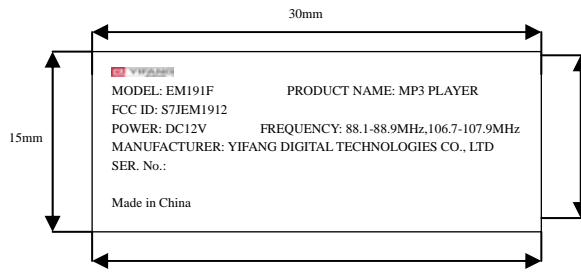 30mm
YIFANG
MODEL: EM191F PRODUCT NAME: MP3 PLAYER
FCC ID: S7JEM1912
POWER: DC12V FREQUENCY: 88.1-88.9MHz,106.7-107.9MHz
15mm
MANUFACTURER: YIFANG DIGITAL TECHNOLOGIES CO., LTD
SER. No.:
Made in China